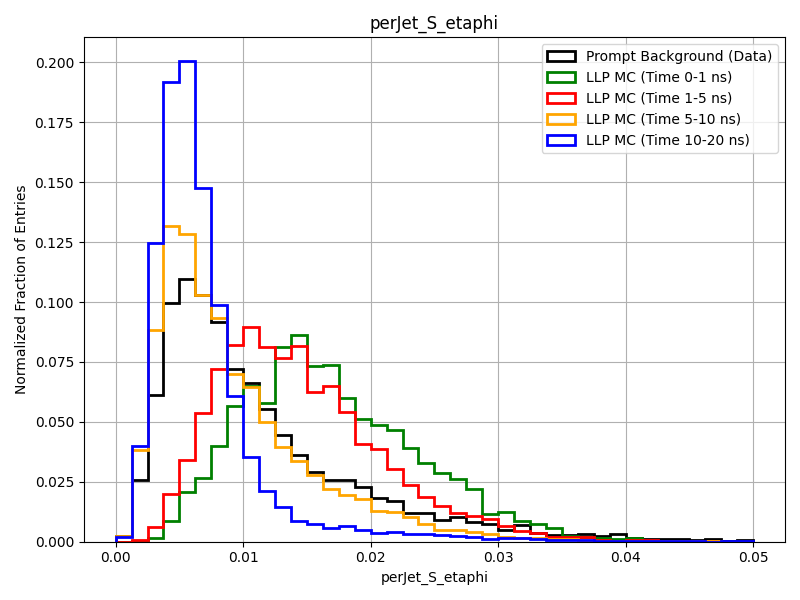 perJet_S_etaphi
Prompt Background (Data)
LLP MC (Time 0-1 ns)
LLP MC (Time 1-5 ns)
LLP MC (Time 5-10 ns)
LLP MC (Time 10-20 ns)
Normalized Fraction of Entries
0.200
0.175
0.150
0.125
0.100
0.075
0.050
0.025
0.000
0.00 0.01 0.02 0.03 0.04 0.05
perJet_S_etaphi